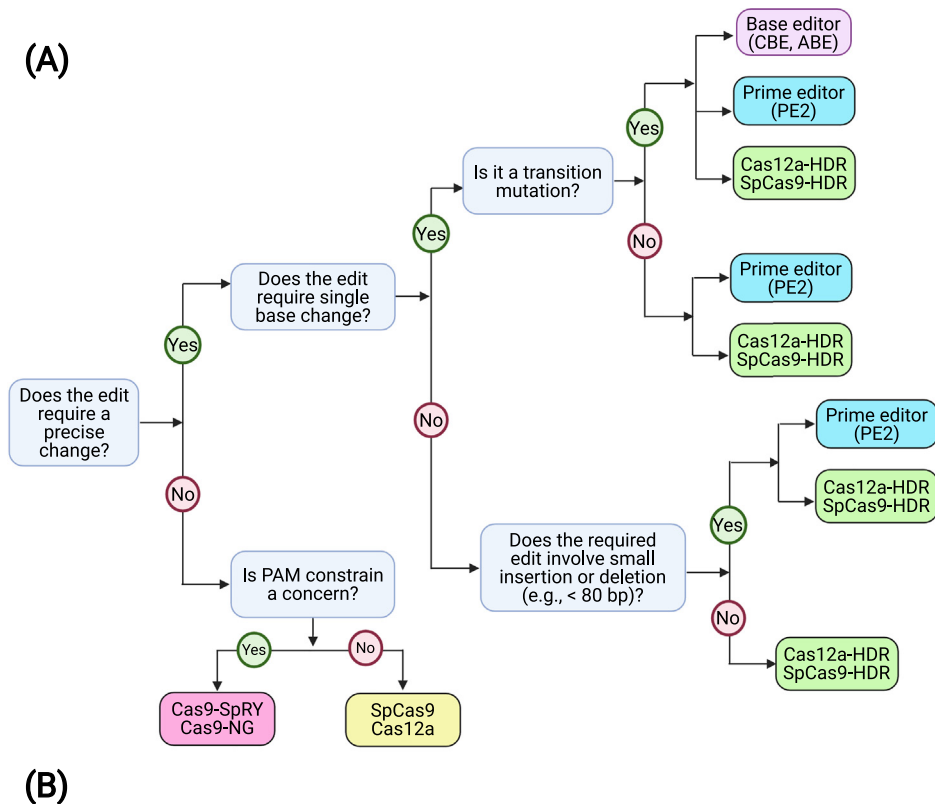 (A)
Base editor
(CBE, ABE)
Prime editor
(PE2)
Cas12a-HDR
SpCas9-HDR
Yes
Is it a transition
mutation?
No
Yes
Prime editor
(PE2)
Cas12a-HDR
SpCas9-HDR
Does the edit
require single
base change?
Yes
Does the edit
require a
precise
change?
No
No
Prime editor
(PE2)
Cas12a-HDR
SpCas9-HDR
Yes
Does the required
edit involve small
insertion or deletion
(e.g., < 80 bp)?
No
Cas12a-HDR
SpCas9-HDR
Is PAM constrain
a concern?
Yes
No
Cas9-SpRY
Cas9-NG
SpCas9
Cas12a
(B)